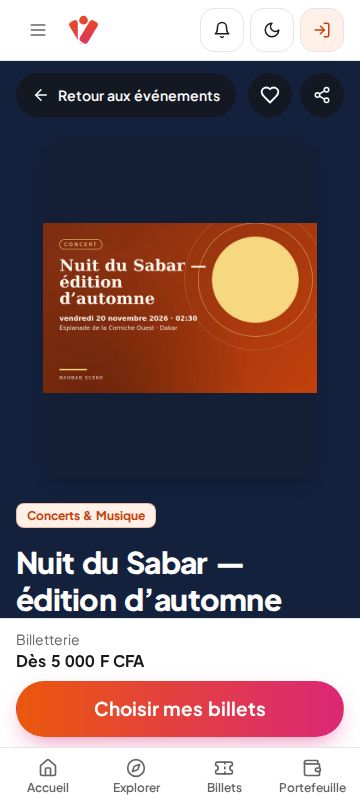 Retour aux événements
CONCERT
Nuit du Sabar —
édition
d’automne
vendredi 20 novembre 2026 · 02:30
Esplanade de la Corniche Ouest · Dakar
BAOBAB SCÈNE
Concerts & Musique
Nuit du Sabar —
édition d’automne
Billetterie
Dès 5 000 F CFA
Choisir mes billets
Accueil
Explorer
Billets
Portefeuille